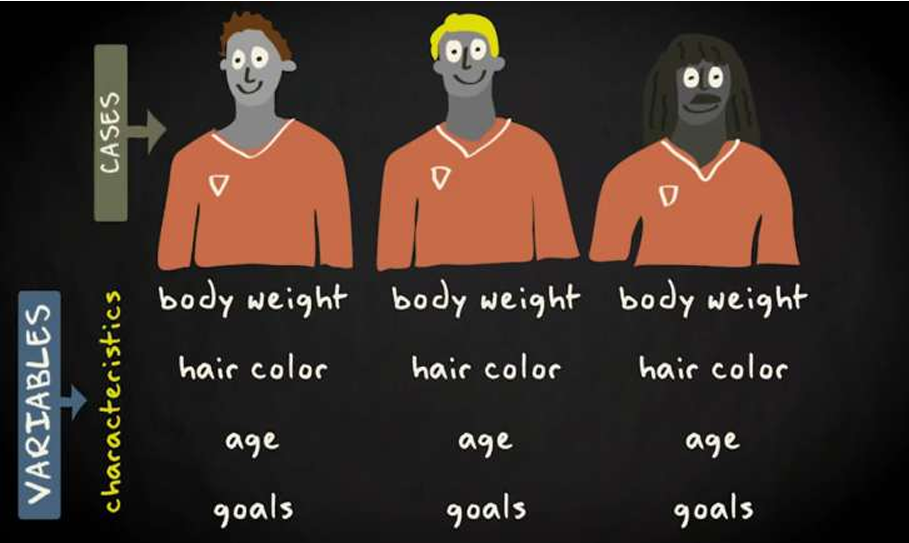 CASES
VARIABLES
characteristics
body weight body weight body weight
hair color hair color hair color
age age age
goals goals goals